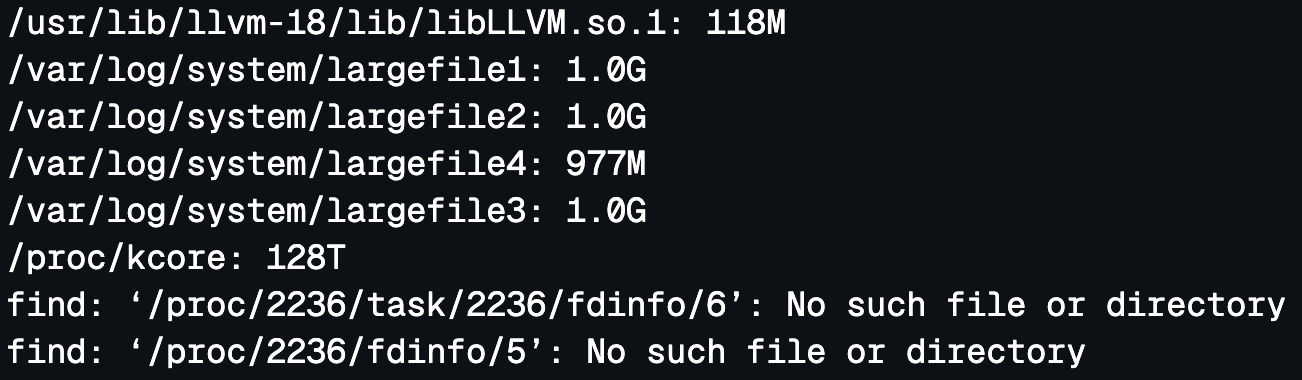 /usr/lib/llvm-18/lib/libLLVM.so.1: 118M
/var/log/system/largefile1: 1.0G
/var/log/system/largefile2: 1.0G
/var/log/system/largefile4: 977M
/var/log/system/largefile3: 1.0G
/proc/kcore: 128T
find: ‘/proc/2236/task/2236/fdinfo/6’: No such file or directory
find: ‘/proc/2236/fdinfo/5’: No such file or directory